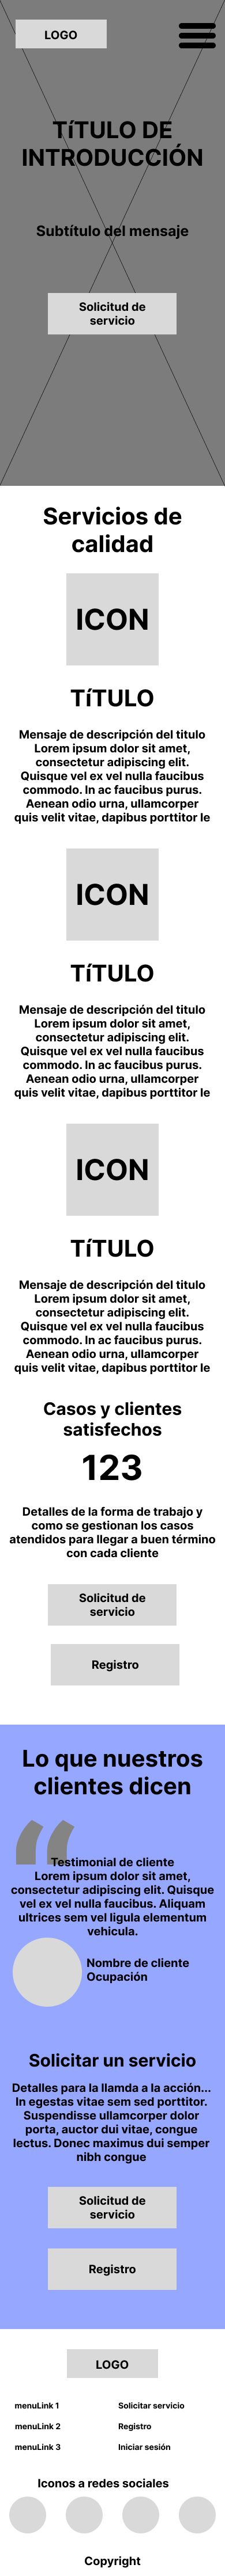 LOGO
TíTULO DE
INTRODUCCIÓN
Subtítulo del mensaje
Solicitud de
servicio
Servicios de
calidad
ICON
TíTULO
Mensaje de descripción del titulo
Lorem ipsum dolor sit amet,
consectetur adipiscing elit.
Quisque vel ex vel nulla faucibus
commodo. In ac faucibus purus.
Aenean odio urna, ullamcorper
quis velit vitae, dapibus porttitor le
ICON
TíTULO
Mensaje de descripción del titulo
Lorem ipsum dolor sit amet,
consectetur adipiscing elit.
Quisque vel ex vel nulla faucibus
commodo. In ac faucibus purus.
Aenean odio urna, ullamcorper
quis velit vitae, dapibus porttitor le
ICON
TíTULO
Mensaje de descripción del titulo
Lorem ipsum dolor sit amet,
consectetur adipiscing elit.
Quisque vel ex vel nulla faucibus
commodo. In ac faucibus purus.
Aenean odio urna, ullamcorper
quis velit vitae, dapibus porttitor le
Casos y clientes
satisfechos
123
Detalles de la forma de trabajo y
como se gestionan los casos
atendidos para llegar a buen término
con cada cliente
Solicitud de
servicio
Registro
Lo que nuestros
clientes dicen
“
Testimonial de cliente
Lorem ipsum dolor sit amet,
consectetur adipiscing elit. Quisque
vel ex vel nulla faucibus. Aliquam
ultrices sem vel ligula elementum
vehicula.
Nombre de cliente
Ocupación
Solicitar un servicio
Detalles para la llamda a la acción...
In egestas vitae sem sed porttitor.
Suspendisse ullamcorper dolor
porta, auctor dui vitae, congue
lectus. Donec maximus dui semper
nibh congue
Solicitud de
servicio
Registro
LOGO
menuLink 1
Solicitar servicio
menuLink 2
Registro
menuLink 3
Iniciar sesión
Iconos a redes sociales
Copyright